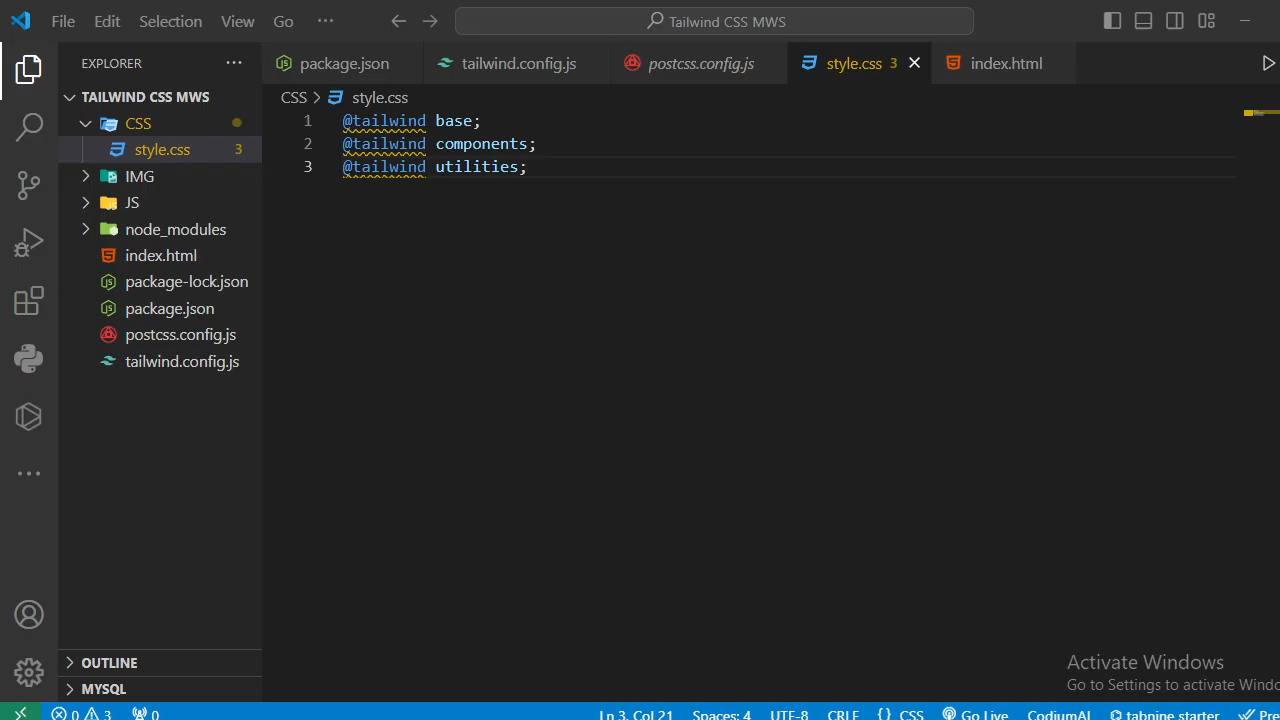 File Edit Selection View Go ··· Tailwind CSS MWS
EXPLORER ···
package.json tailwind.config.js postcss.config.js style.css 3 index.html
TAILWIND CSS MWS
CSS
style.css 3
IMG
JS
node_modules
index.html
package-lock.json
package.json
postcss.config.js
tailwind.config.js
OUTLINE
MYSQL
CSS > style.css
1 @tailwind base;
2 @tailwind components;
3 @tailwind utilities;
Activate Windows
Go to Settings to activate Windo
0 3 0 Ln 3, Col 21 Spaces: 4 UTF-8 CRLF {} CSS Go Live CodiumAI tabnine starter Pre